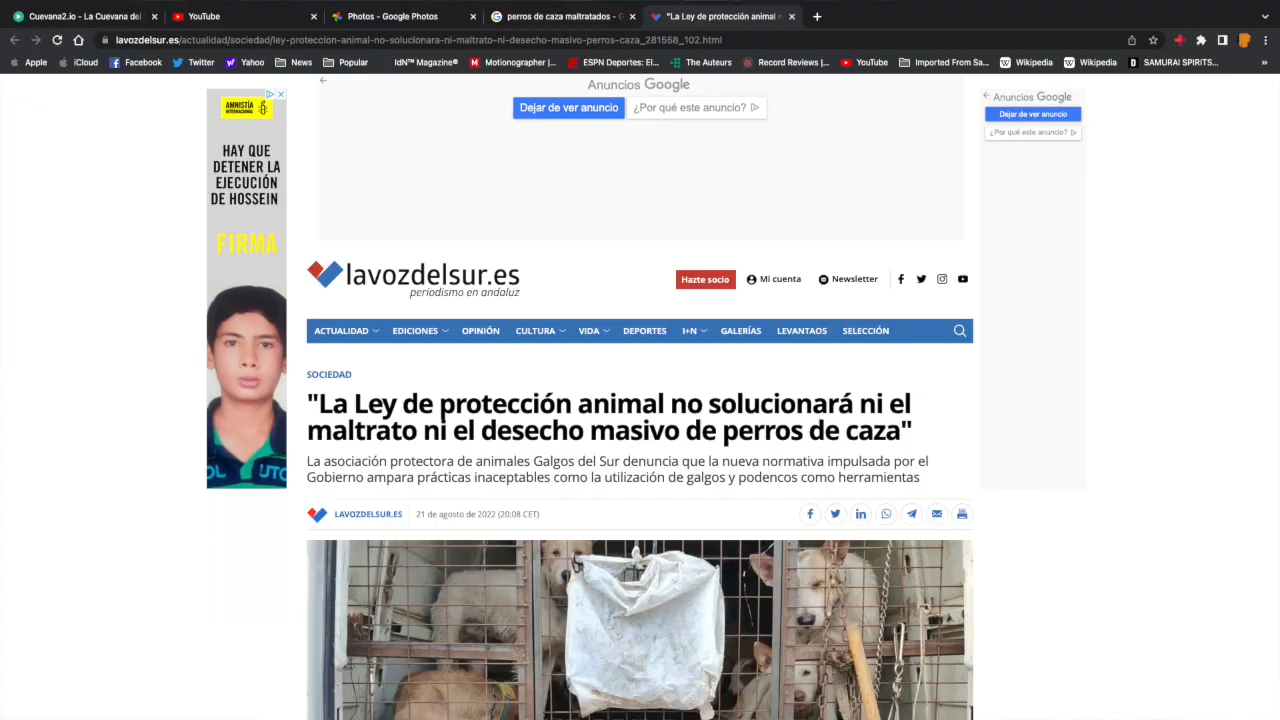 Cuevana2.io - La Cuevana del
YouTube
Photos - Google Photos
perros de caza maltratados - G
"La Ley de protección animal n
lavozdelsur.es/actualidad/sociedad/ley-proteccion-animal-no-solucionara-ni-maltrato-ni-desecho-masivo-perros-caza_281558_102.html
Apple
iCloud
Facebook
Twitter
Yahoo
News
Popular
IdN™ Magazine®
Motionographer |...
ESPN Deportes: El...
The Auteurs
Record Reviews |...
YouTube
Imported From Sa...
Wikipedia
Wikipedia
SAMURAI SPIRITS...
Anuncios Google
Dejar de ver anuncio
¿Por qué este anuncio?
AMNISTÍA
INTERNACIONAL
HAY QUE
DETENER LA
EJECUCIÓN
DE HOSSEIN
FIRMA
OL UTO
Anuncios Google
Dejar de ver anuncio
¿Por qué este anuncio?
lavozdelsur.es
periodismo en andaluz
Hazte socio
Mi cuenta
Newsletter
ACTUALIDAD
EDICIONES
OPINIÓN
CULTURA
VIDA
DEPORTES
I+N
GALERÍAS
LEVANTAOS
SELECCIÓN
SOCIEDAD
"La Ley de protección animal no solucionará ni el
maltrato ni el desecho masivo de perros de caza"
La asociación protectora de animales Galgos del Sur denuncia que la nueva normativa impulsada por el
Gobierno ampara prácticas inaceptables como la utilización de galgos y podencos como herramientas
LAVOZDELSUR.ES
21 de agosto de 2022 (20:08 CET)